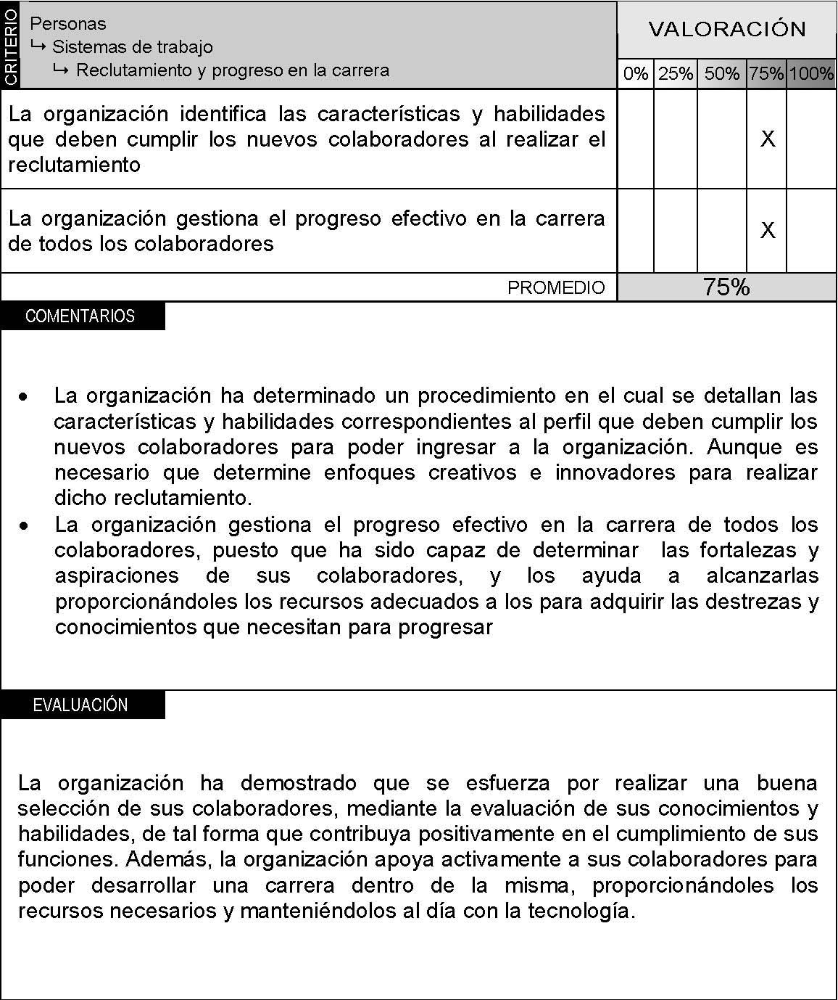 CRITERIO
Personas
↳ Sistemas de trabajo
↳ Reclutamiento y progreso en la carrera
VALORACIÓN
0% 25% 50% 75% 100%
La organización identifica las características y habilidades
que deben cumplir los nuevos colaboradores al realizar el
reclutamiento
X
La organización gestiona el progreso efectivo en la carrera
de todos los colaboradores
X
PROMEDIO 75%
COMENTARIOS
• La organización ha determinado un procedimiento en el cual se detallan las
características y habilidades correspondientes al perfil que deben cumplir los
nuevos colaboradores para poder ingresar a la organización. Aunque es
necesario que determine enfoques creativos e innovadores para realizar
dicho reclutamiento.
• La organización gestiona el progreso efectivo en la carrera de todos los
colaboradores, puesto que ha sido capaz de determinar  las fortalezas y
aspiraciones de sus colaboradores, y los ayuda a alcanzarlas
proporcionándoles los recursos adecuados a los para adquirir las destrezas y
conocimientos que necesitan para progresar
EVALUACIÓN
La organización ha demostrado que se esfuerza por realizar una buena
selección de sus colaboradores, mediante la evaluación de sus conocimientos y
habilidades, de tal forma que contribuya positivamente en el cumplimiento de sus
funciones. Además, la organización apoya activamente a sus colaboradores para
poder desarrollar una carrera dentro de la misma, proporcionándoles los
recursos necesarios y manteniéndolos al día con la tecnología.